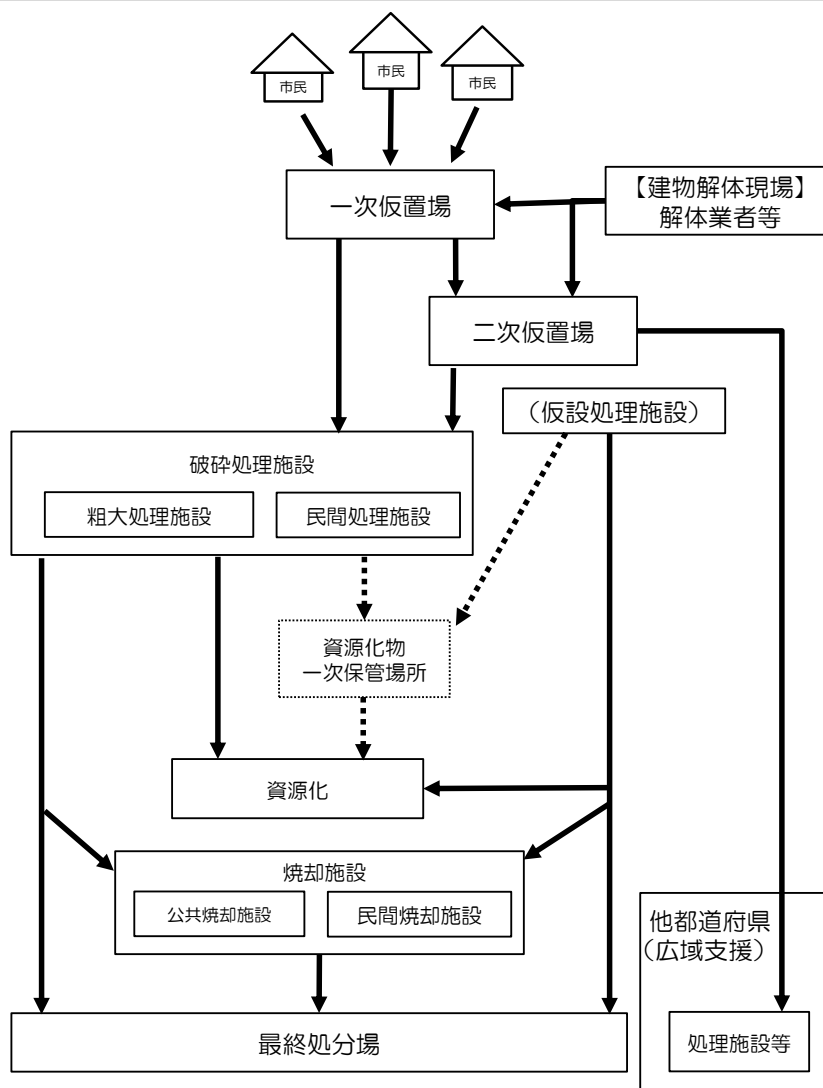 市民
市民
市民
一次仮置場
【建物解体現場】
解体業者等
二次仮置場
（仮設処理施設）
破砕処理施設
粗大処理施設
民間処理施設
資源化物
一次保管場所
資源化
焼却施設
公共焼却施設
民間焼却施設
他都道府県
（広域支援）
最終処分場
処理施設等